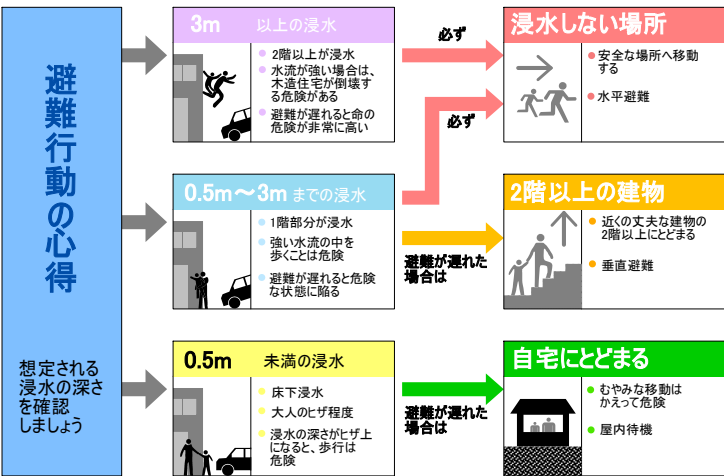 避難行動の心得
想定される
浸水の深さ
を確認
しましょう
3m 以上の浸水
2階以上が浸水
水流が強い場合は、
木造住宅が倒壊す
る危険がある
避難が遅れると命の
危険が非常に高い
必ず
必ず
浸水しない場所
安全な場所へ移動
する
水平避難
0.5m～3mまでの浸水
1階部分が浸水
強い水流の中を
歩くことは危険
避難が遅れると危険
な状態に陥る
避難が遅れた
場合は
2階以上の建物
近くの丈夫な建物の
2階以上にとどまる
垂直避難
0.5m 未満の浸水
床下浸水
大人のヒザ程度
浸水の深さがヒザ上
になると、歩行は
危険
避難が遅れた
場合は
自宅にとどまる
むやみな移動は
かえって危険
屋内待機